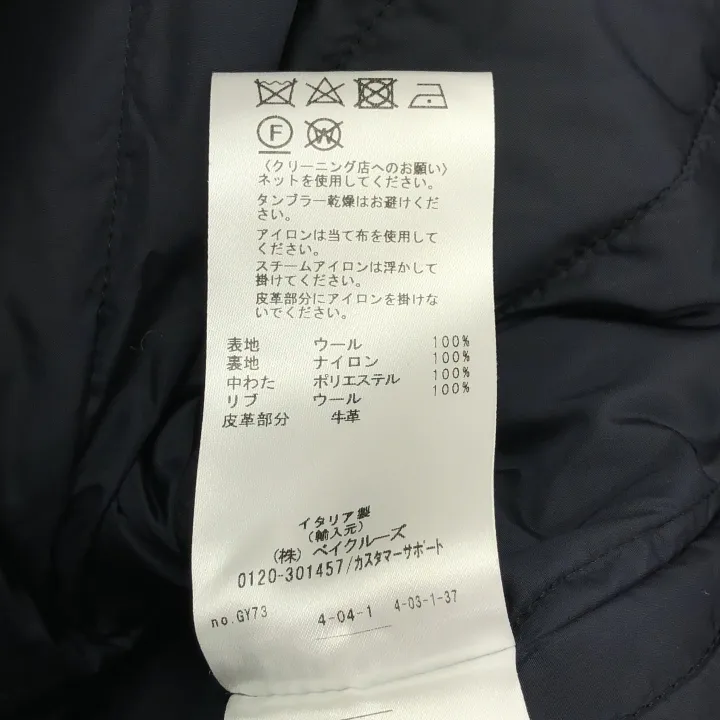 F W
〈クリーニング店へのお願い〉
ネットを使用してください。
タンブラー乾燥はお避けくだ
さい。
アイロンは当て布を使用して
ください。
スチームアイロンは浮かして
掛けてください。
皮革部分にアイロンを掛けな
いでください。
表地 ウール 100%
裏地 ナイロン 100%
中わた ポリエステル 100%
リブ ウール 100%
皮革部分 牛革
イタリア製
(輸入元)
(株) ベイクルーズ
0120-301457/カスタマーサポート
no.GY73 4-04-1 4-03-1-37